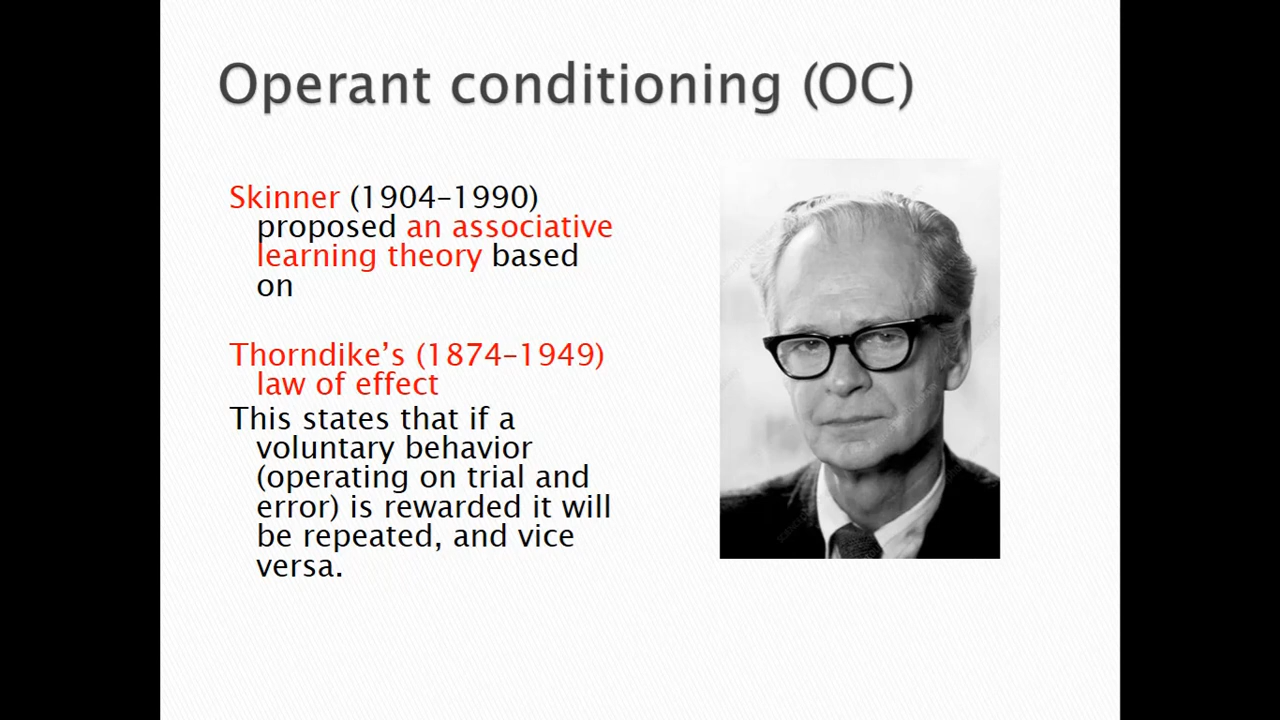 Operant conditioning (OC)
Skinner (1904–1990)
proposed an associative
learning theory based
on
Thorndike’s (1874–1949)
law of effect
This states that if a
voluntary behavior
(operating on trial and
error) is rewarded it will
be repeated, and vice
versa.